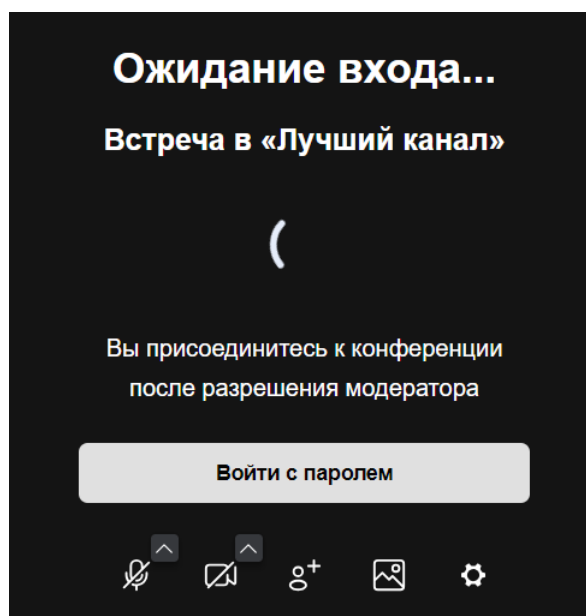 Ожидание входа...
Встреча в «Лучший канал»
Вы присоединитесь к конференции
после разрешения модератора
Войти с паролем